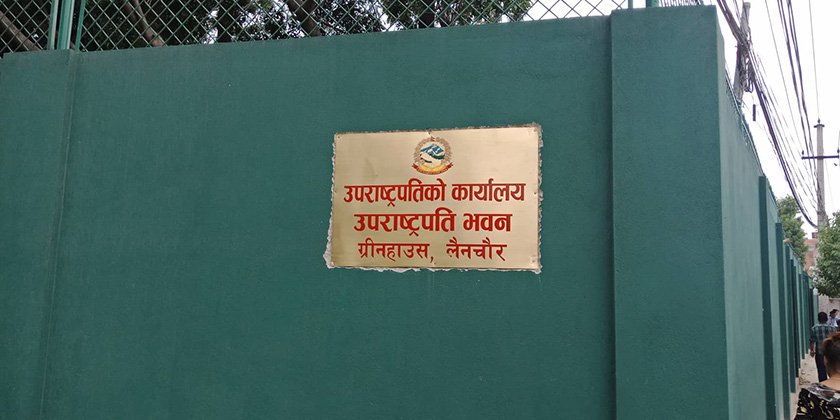 उपराष्ट्रपतिको कार्यालय
उपराष्ट्रपति भवन
ग्रीनहाउस, लैनचौर